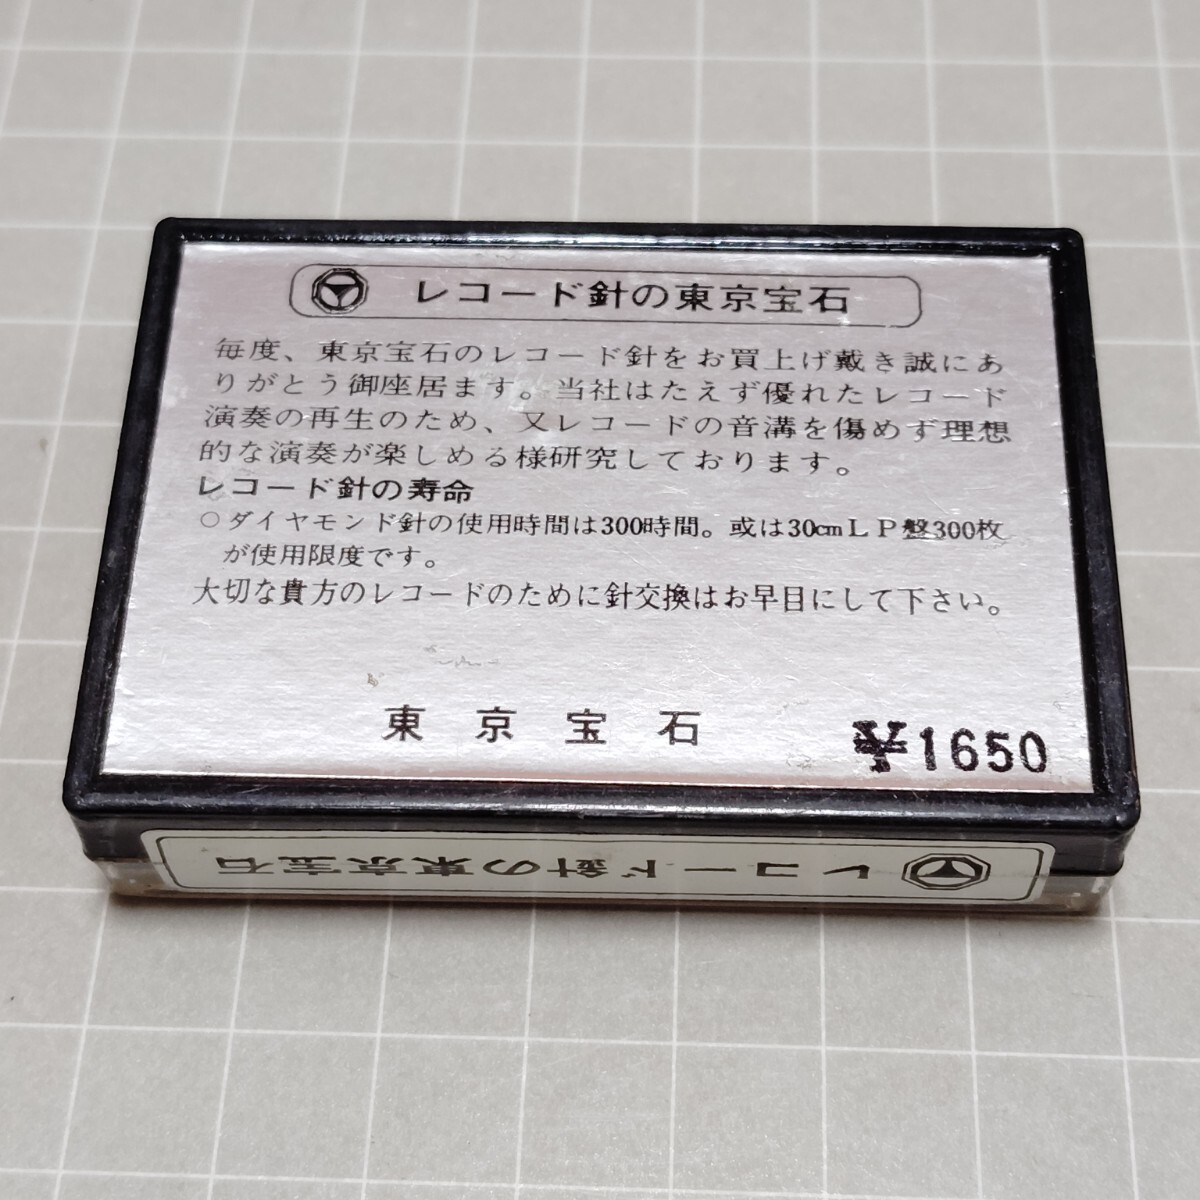 レコード針の東京宝石
毎度、東京宝石のレコード針をお買上げ戴き誠にあ
りがとう御座居ます。当社はたえず優れたレコード
演奏の再生のため、又レコードの音溝を傷めず理想
的な演奏が楽しめる様研究しております。
レコード針の寿命
○ダイヤモンド針の使用時間は300時間。或は30cmLP盤300枚
が使用限度です。
大切な貴方のレコードのために針交換はお早目にして下さい。
東京宝石
¥1650
レコード針の東京宝石